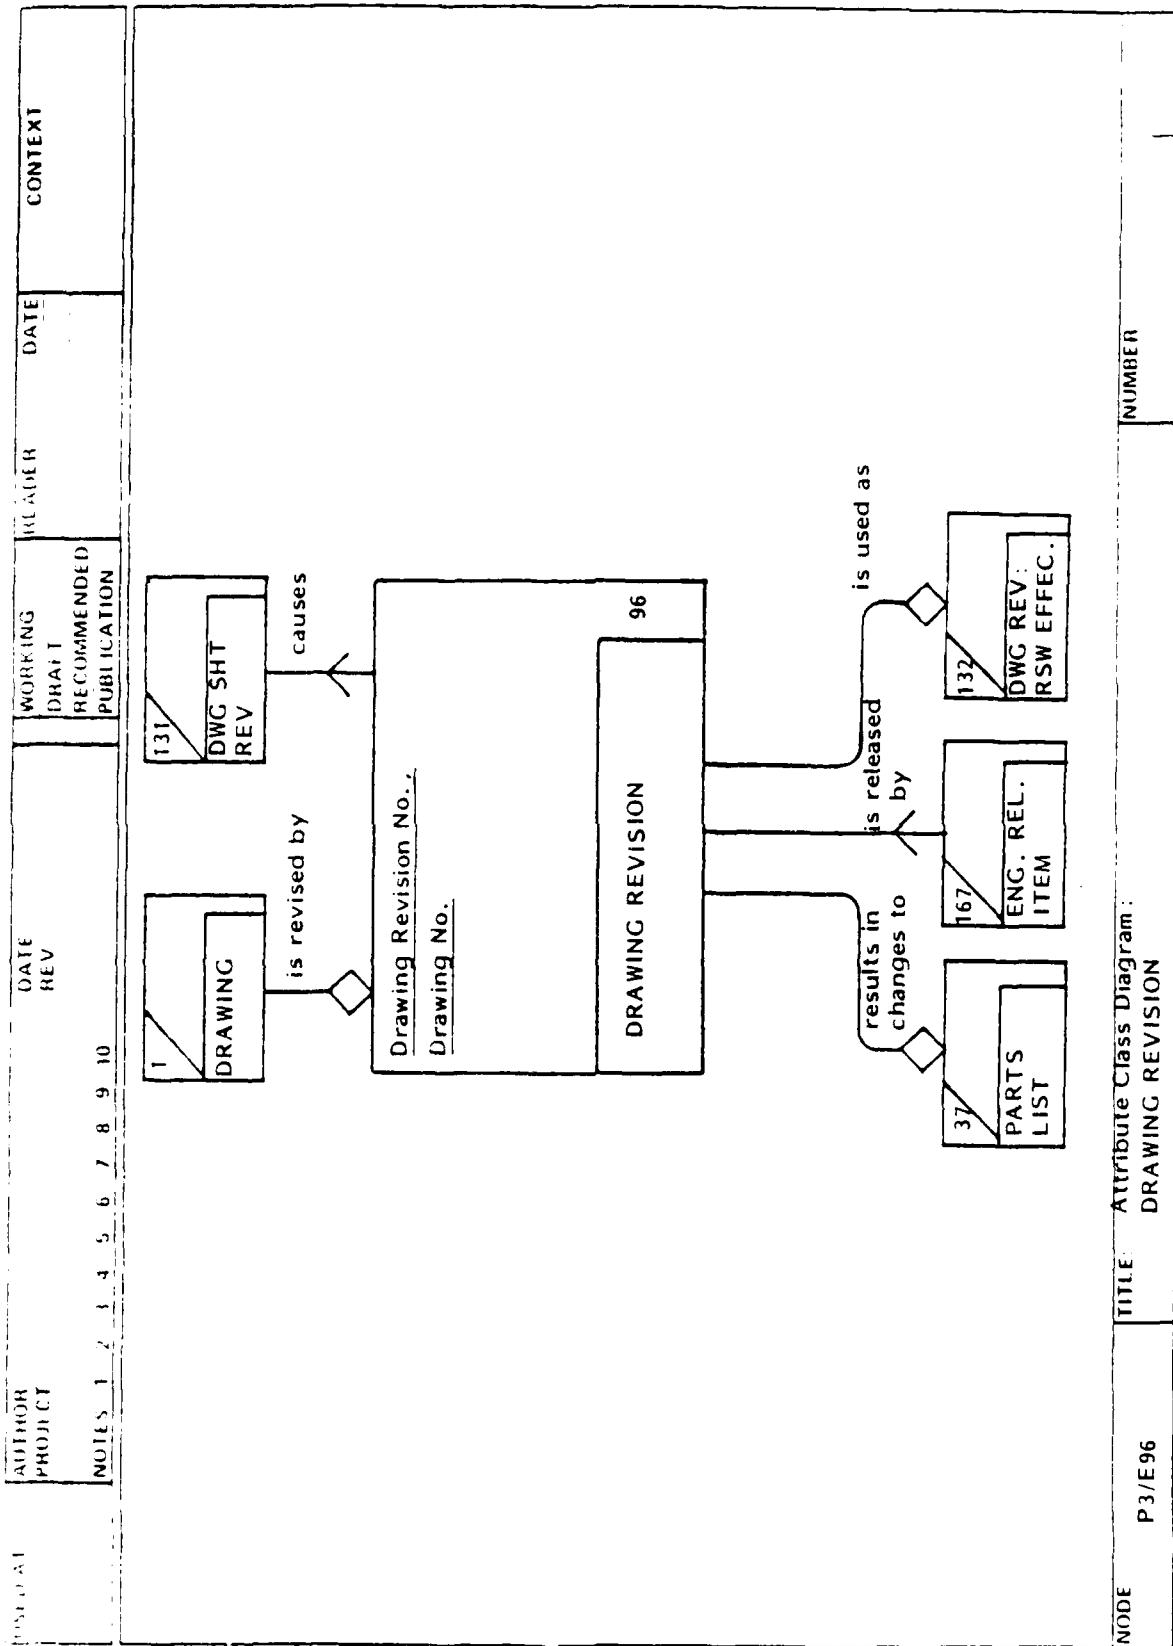 USED AT
AUTHOR
PROJECT
DATE
REV
WORKING
DRAFT
RECOMMENDED
PUBLICATION
READER
DATE
CONTEXT
NOTES 1 2 3 4 5 6 7 8 9 10
1
DRAWING
131
DWG SHT
REV
is revised by
causes
Drawing Revision No.,
Drawing No.
DRAWING REVISION
96
results in
changes to
is released
by
is used as
37
PARTS
LIST
167
ENG. REL.
ITEM
132
DWG REV:
RSW EFFEC.
NODE
P3/E96
TITLE:
Attribute Class Diagram:
DRAWING REVISION
NUMBER